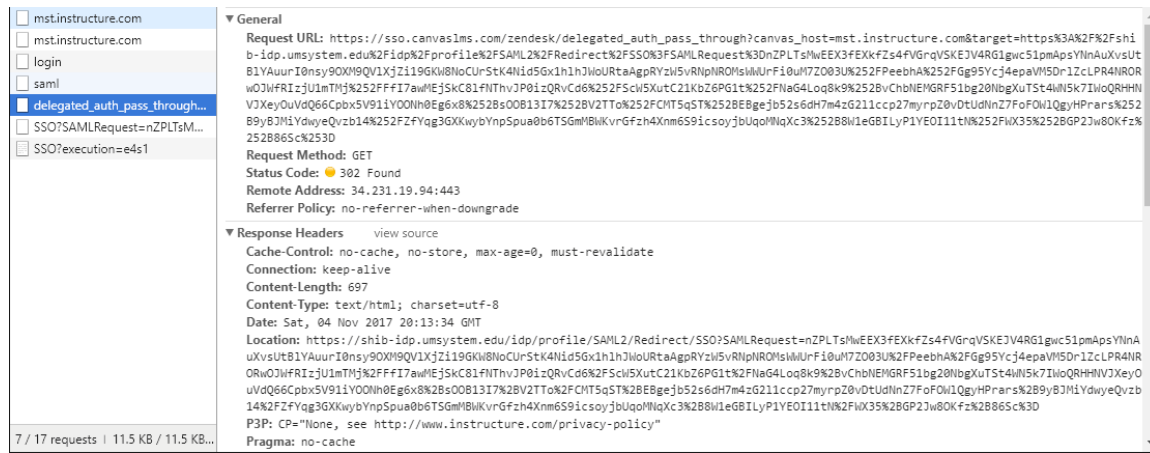 mst.instructure.com
mst.instructure.com
login
saml
delegated_auth_pass_through...
SSO?SAMLRequest=nZPLTsM...
SSO?execution=e4s1
7 / 17 requests | 11.5 KB / 11.5 KB...
▼ General
Request URL: https://sso.canvaslms.com/zendesk/delegated_auth_pass_through?canvas_host=mst.instructure.com&target=https%3A%2F%2Fshi
b-idp.umsystem.edu%2Fidp%2Fprofile%2FSAML2%2FRedirect%2FSSO%3FSAMLRequest%3DnZPLTsMwEEX3fEXkfZs4fVGrqVSKEJV4RG1gwc51pmApsYNnAuXvsUt
B1YAuurI0nsy9OXM9QV1XjZi19GKW8NoCUrStK4Nid5Gx1hlhJWoURtaAgpRYzW5vRNpNROMsWWUrFi0uM7ZO03U%252FPeebhA%252FGg95Ycj4epaVM5DrlZcLPR4NROR
wOJWfRIzjU1mTMj%252FffI7awMEjSkC81fNThvJP0izQRvCd6%252FScW5XutC21KbZ6PG1t%252FNaG4Loq8k9%252BvChbNEMGRF51bg20NbgXuTSt4WN5k7IWoQRHHN
VJXeyOuVdQ66Cpbx5V91iYOONh0Eg6x8%252BsOOB13I7%252BV2TTo%252FCMT5qST%252BEBgejb52s6dH7m4zG2l1ccp27myrpZ0vDtUdNnZ7FoFOWlQgyHPrars%252
B9yBJMiYdwyeQvzb14%252FZfYqg3GXKwybYnpSpua0b6TSGmMBWKvrGfzh4Xnm6S9icsoyjbUqoMNqXc3%252B8W1eGBILyP1YEOI11tN%252FWX35%252BGP2Jw8OKfz%
252B86Sc%253D
Request Method: GET
Status Code: 302 Found
Remote Address: 34.231.19.94:443
Referrer Policy: no-referrer-when-downgrade
▼ Response Headers view source
Cache-Control: no-cache, no-store, max-age=0, must-revalidate
Connection: keep-alive
Content-Length: 697
Content-Type: text/html; charset=utf-8
Date: Sat, 04 Nov 2017 20:13:34 GMT
Location: https://shib-idp.umsystem.edu/idp/profile/SAML2/Redirect/SSO?SAMLRequest=nZPLTsMwEEX3fEXkfZs4fVGrqVSKEJV4RG1gwc51pmApsYNnA
uXvsUtB1YAuurI0nsy9OXM9QV1XjZi19GKW8NoCUrStK4Nid5Gx1hlhJWoURtaAgpRYzW5vRNpNROMsWWUrFi0uM7ZO03U%2FPeebhA%2FGg95Ycj4epaVM5DrlZcLPR4NR
ORwOJWfRIzjU1mTMj%2FffI7awMEjSkC81fNThvJP0izQRvCd6%2FScW5XutC21KbZ6PG1t%2FNaG4Loq8k9%2BvChbNEMGRF51bg20NbgXuTSt4WN5k7IWoQRHHNVJXeyO
uVdQ66Cpbx5V91iYOONh0Eg6x8%2BsOOB13I7%2BV2TTo%2FCMT5qST%2BEBgejb52s6dH7m4zG2l1ccp27myrpZ0vDtUdNnZ7FoFOWlQgyHPrars%2B9yBJMiYdwyeQvzb
14%2FZfYqg3GXKwybYnpSpua0b6TSGmMBWKvrGfzh4Xnm6S9icsoyjbUqoMNqXc3%2B8W1eGBILyP1YEOI11tN%2FWX35%2BGP2Jw8OKfz%2B86Sc%3D
P3P: CP="None, see http://www.instructure.com/privacy-policy"
Pragma: no-cache